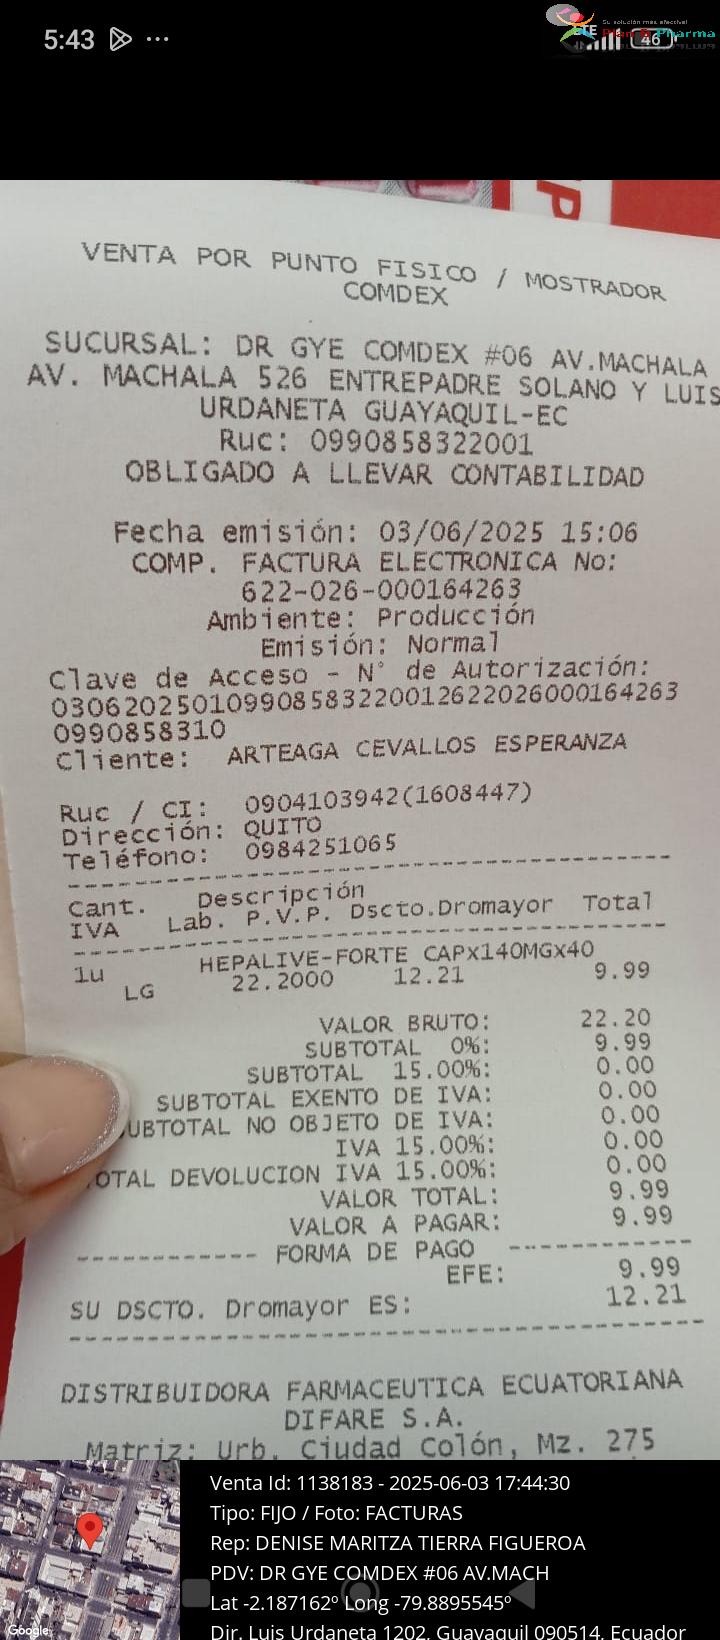 5:43
LTE
46
Su solución más efectiva!
Plan B Pharma
VENTA POR PUNTO FISICO / MOSTRADOR
COMDEX
SUCURSAL: DR GYE COMDEX #06 AV.MACHALA
AV. MACHALA 526 ENTREPADRE SOLANO Y LUIS
URDANETA GUAYAQUIL-EC
Ruc: 0990858322001
OBLIGADO A LLEVAR CONTABILIDAD
Fecha emisión: 03/06/2025 15:06
COMP. FACTURA ELECTRONICA No:
622-026-000164263
Ambiente: Producción
Emisión: Normal
Clave de Acceso - N° de Autorización:
030620250109908583220012622026000164263
0990858310
Cliente: ARTEAGA CEVALLOS ESPERANZA
Ruc / CI: 0904103942(1608447)
Dirección: QUITO
Teléfono: 0984251065
Cant. Descripción
IVA Lab. P.V.P. Dscto.Dromayor Total
1u HEPALIVE-FORTE CAPx140MGx40
LG 22.2000 12.21 9.99
VALOR BRUTO: 22.20
SUBTOTAL 0%: 9.99
SUBTOTAL 15.00%: 0.00
SUBTOTAL EXENTO DE IVA: 0.00
UBTOTAL NO OBJETO DE IVA: 0.00
IVA 15.00%: 0.00
OTAL DEVOLUCION IVA 15.00%: 0.00
VALOR TOTAL: 9.99
VALOR A PAGAR: 9.99
------------ FORMA DE PAGO ------------
EFE: 9.99
SU DSCTO. Dromayor ES: 12.21
DISTRIBUIDORA FARMACEUTICA ECUATORIANA
DIFARE S.A.
Matriz: Urb. Ciudad Colón, Mz. 275
Google
Venta Id: 1138183 - 2025-06-03 17:44:30
Tipo: FIJO / Foto: FACTURAS
Rep: DENISE MARITZA TIERRA FIGUEROA
PDV: DR GYE COMDEX #06 AV.MACH
Lat -2.187162° Long -79.8895545°
Dir. Luis Urdaneta 1202, Guayaquil 090514, Ecuador